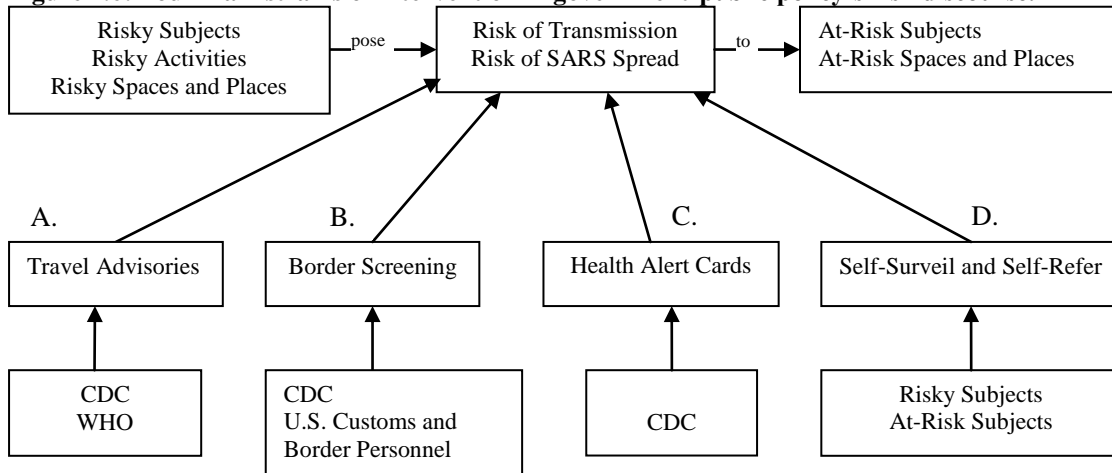 Risky Subjects
Risky Activities
Risky Spaces and Places
pose
Risk of Transmission
Risk of SARS Spread
to
At-Risk Subjects
At-Risk Spaces and Places
A.
B.
C.
D.
Travel Advisories
Border Screening
Health Alert Cards
Self-Surveil and Self-Refer
CDC
WHO
CDC
U.S. Customs and
Border Personnel
CDC
Risky Subjects
At-Risk Subjects